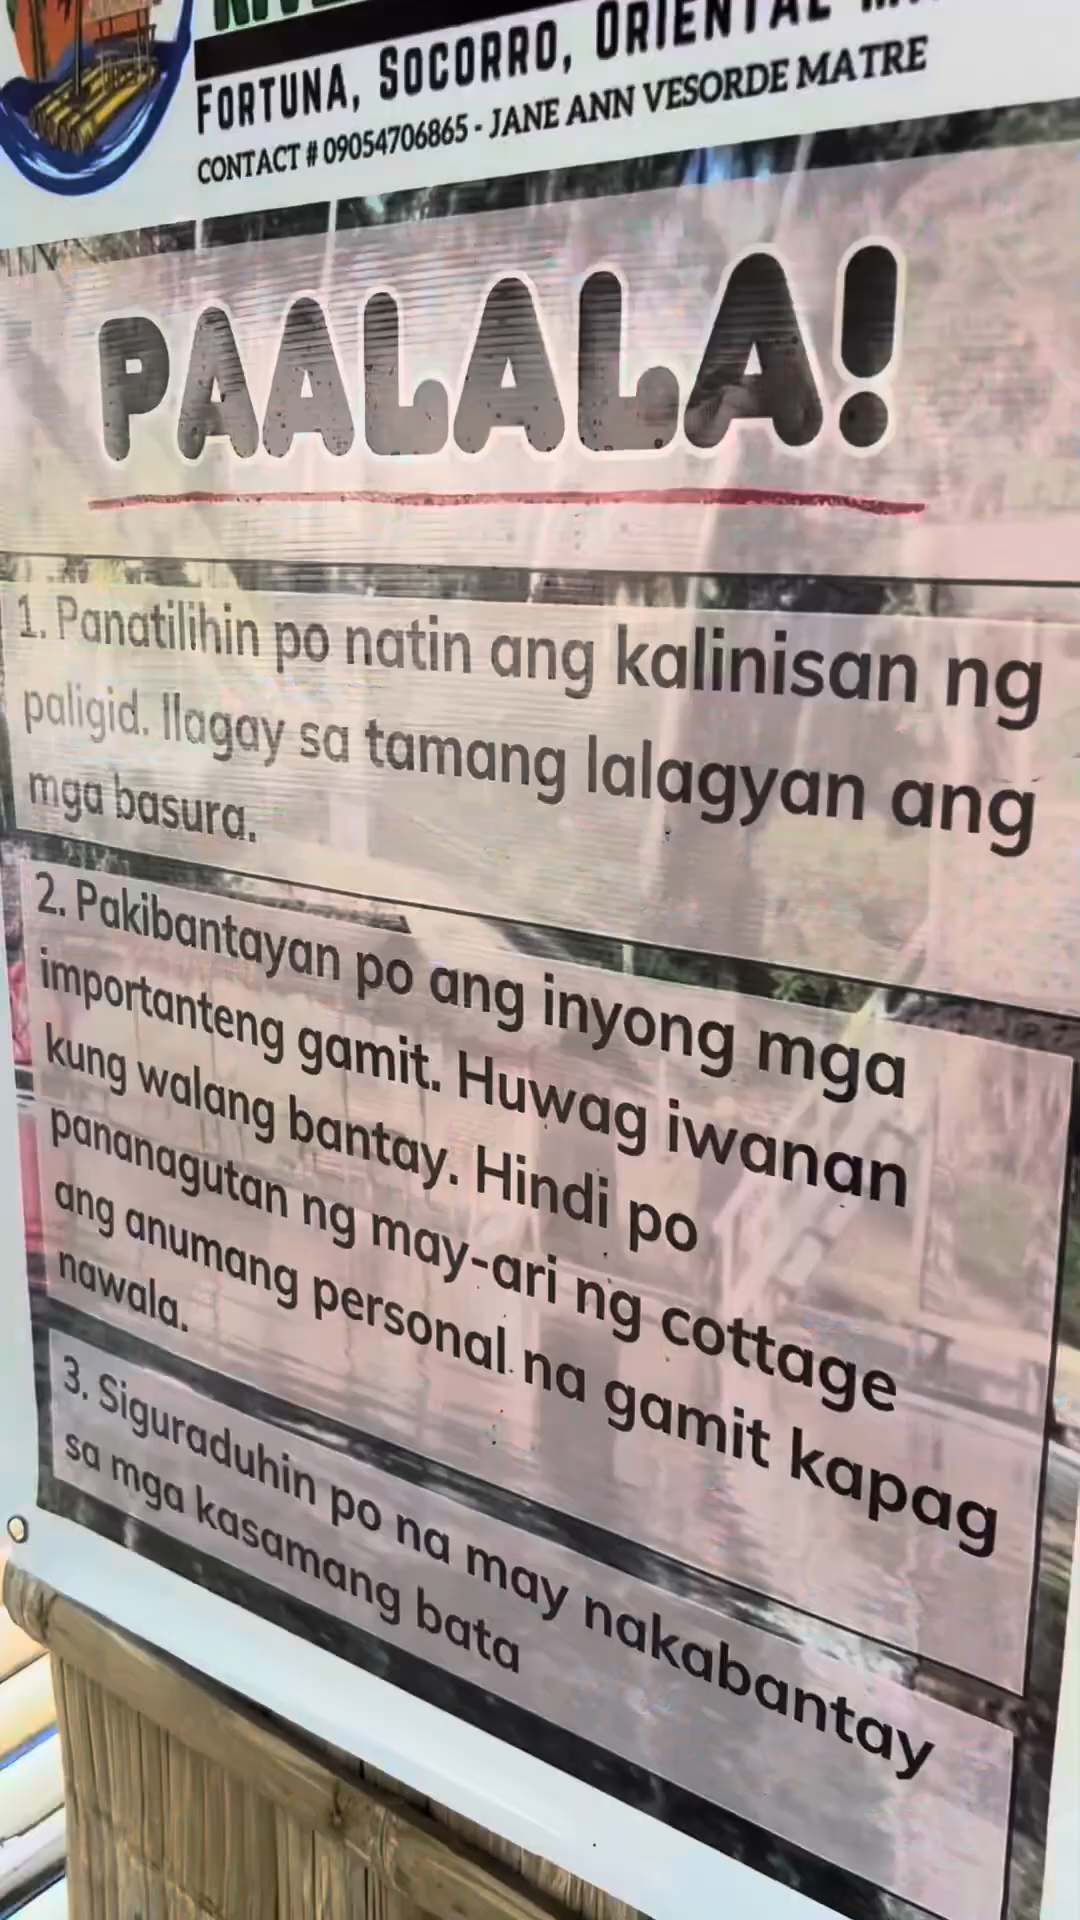 FORTUNA, SOCORRO, ORIENTAL
CONTACT # 09054706865 - JANE ANN VESORDE MATRE
PAALALA!
1. Panatilihin po natin ang kalinisan ng
paligid. Ilagay sa tamang lalagyan ang
mga basura.
2. Pakibantayan po ang inyong mga
importanteng gamit. Huwag iwanan
kung walang bantay. Hindi po
pananagutan ng may-ari ng cottage
ang anumang personal na gamit kapag
nawala.
3. Siguraduhin po na may nakabantay
sa mga kasamang bata